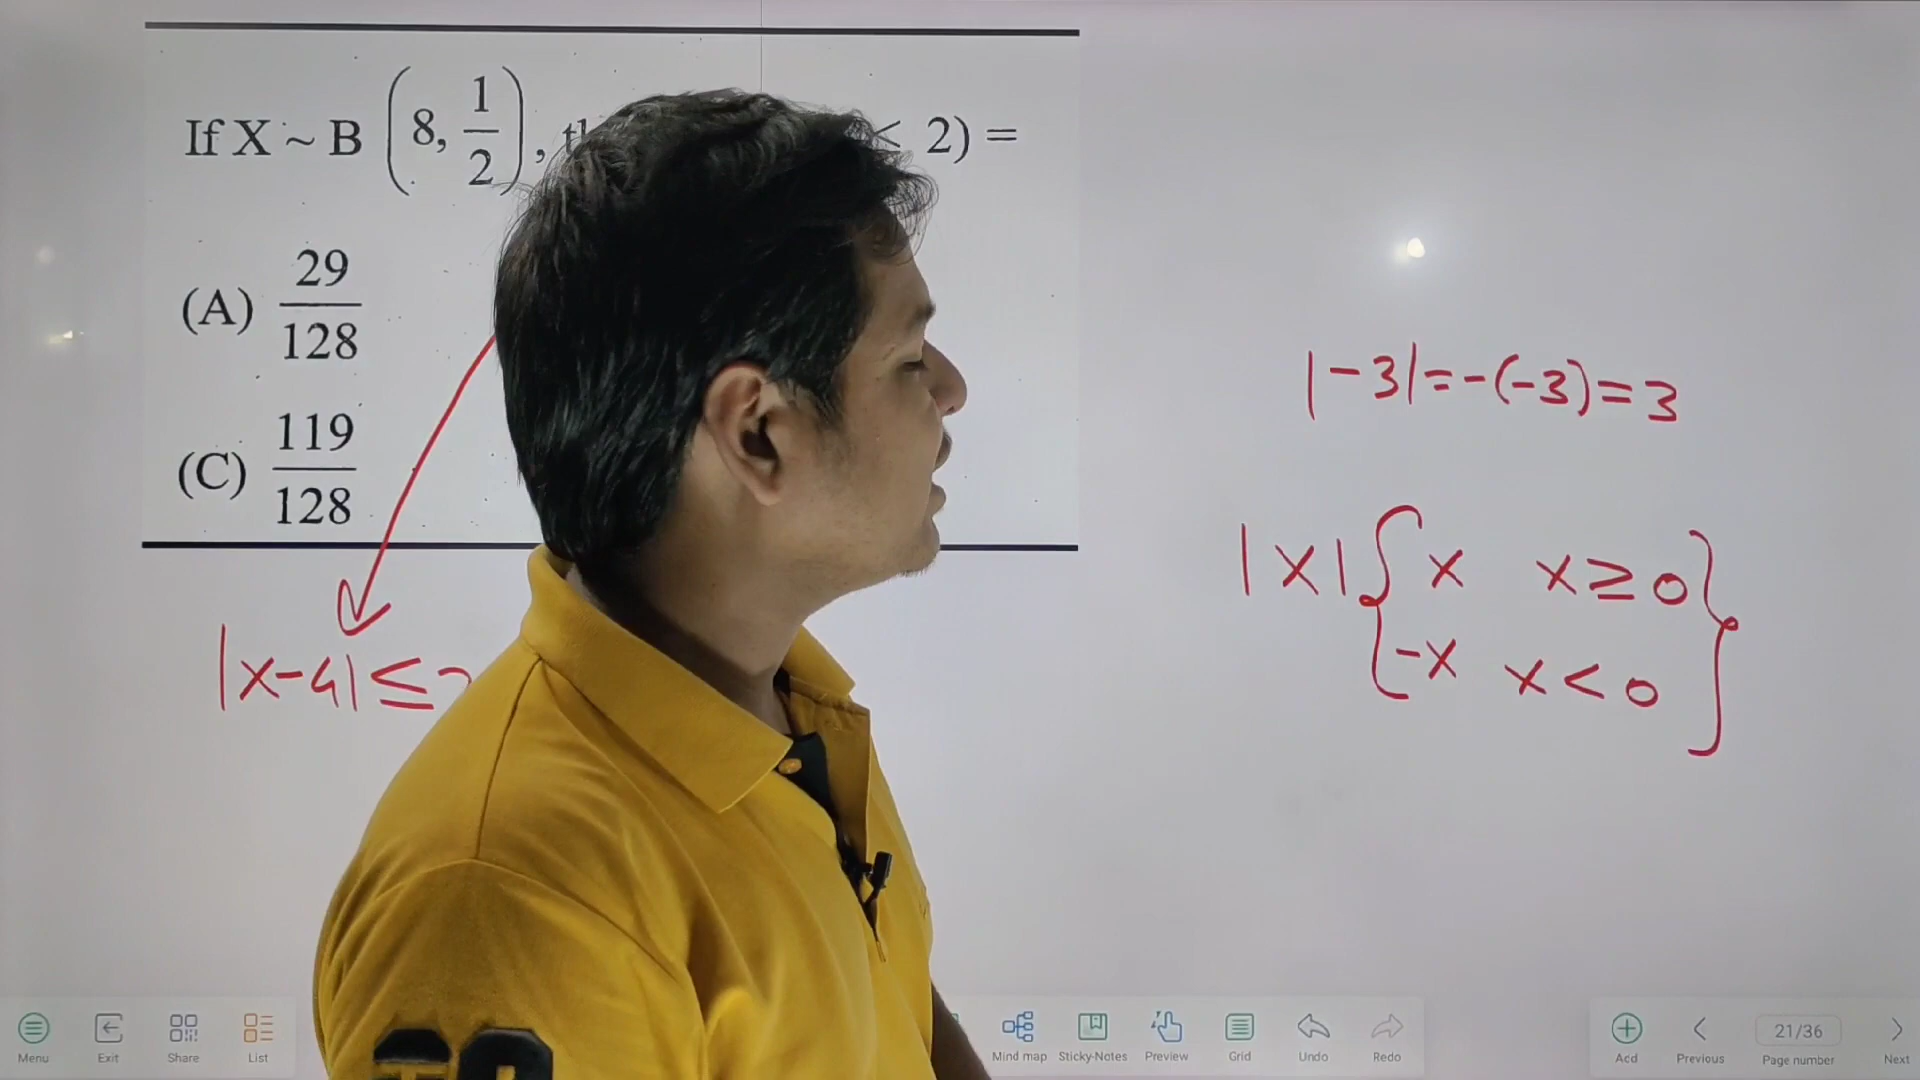 If X ~ B (8, 1/2), < 2) =
(A) 29/128
(C) 119/128
|-3| = -(-3) = 3
|x| { x x ≥ 0 }
-x x < 0
|x-4| ≤
Menu Exit Share List Mind map Sticky-Notes Preview Grid Undo Redo Add Previous 21/36 Page number Next